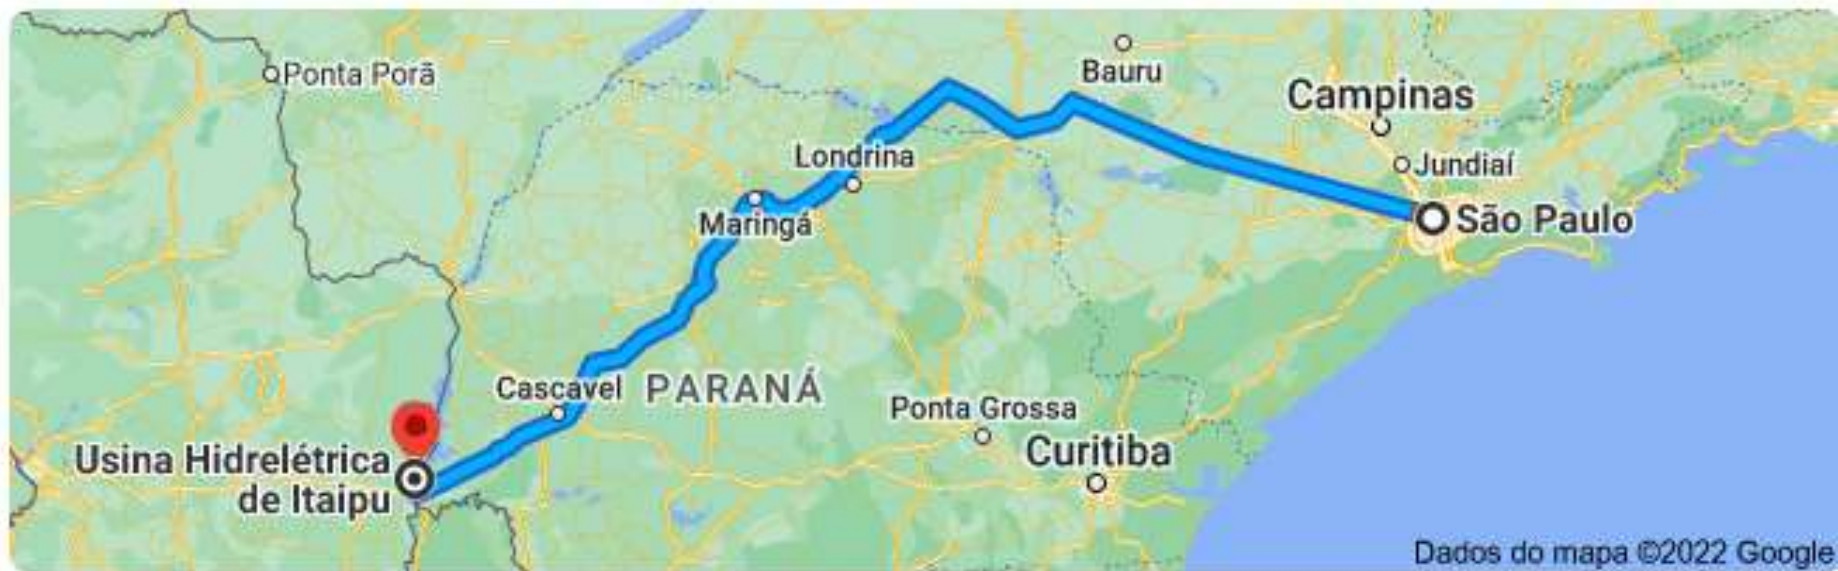 Ponta Porã
Bauru
Campinas
Londrina
Jundiaí
Maringá
São Paulo
Cascavel
PARANÁ
Ponta Grossa
Usina Hidrelétrica
de Itaipu
Curitiba
Dados do mapa ©2022 Google